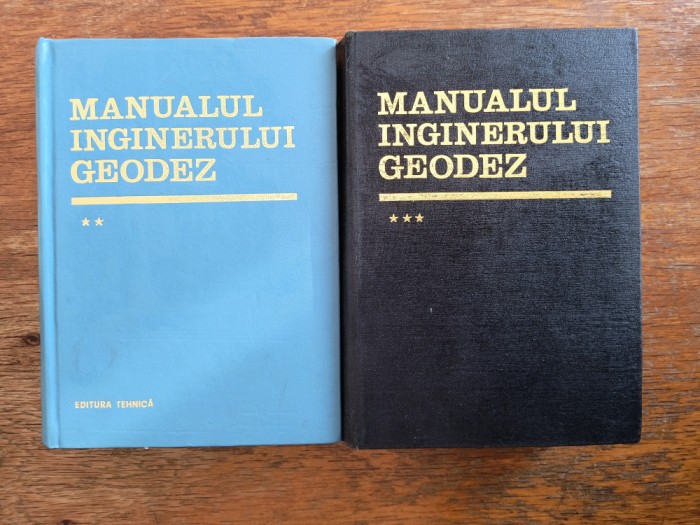 MANUALUL
INGINERULUI
GEODEZ
★★
EDITURA TEHNICĂ
MANUALUL
INGINERULUI
GEODEZ
★★★